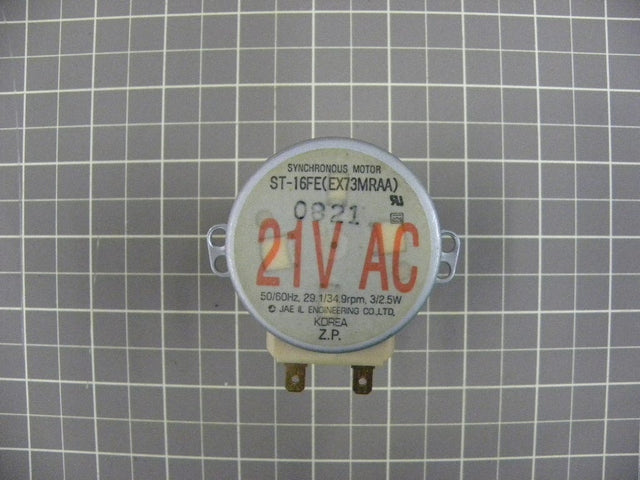 SYNCHRONOUS MOTOR
ST-16FE(EX73MRAA)
0821
21V AC
50/60Hz, 29.1/34.9rpm, 3/2.5W
JAE IL ENGINEERING CO.,LTD,
KOREA
Z.P.